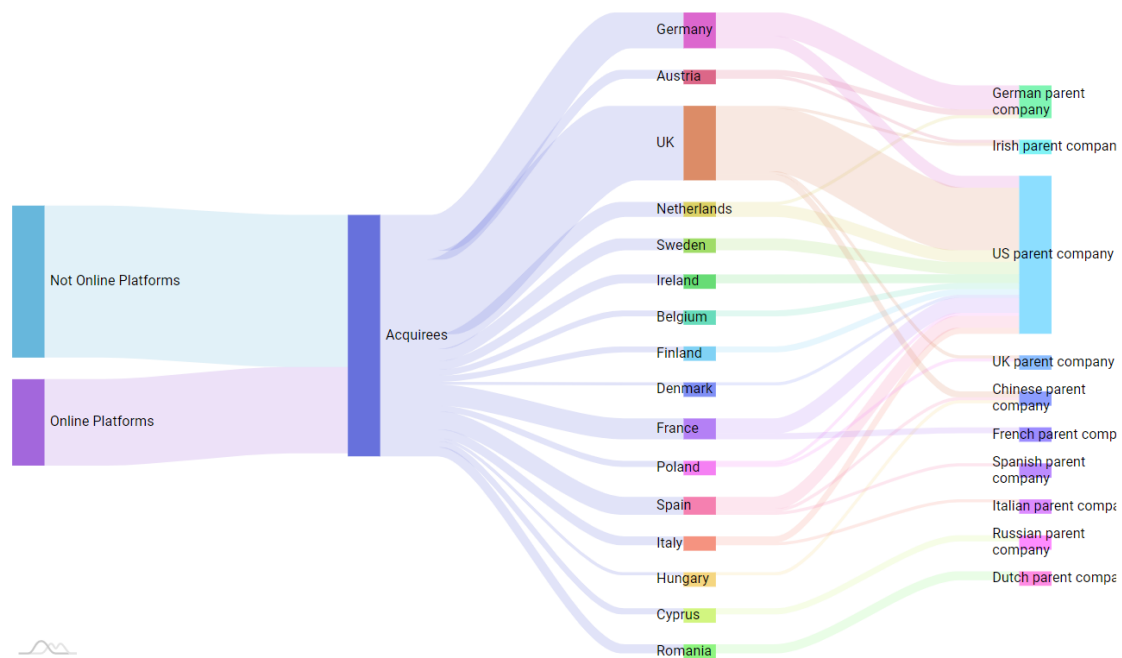 Not Online Platforms
Online Platforms
Acquirees
Germany
Austria
UK
Netherlands
Sweden
Ireland
Belgium
Finland
Denmark
France
Poland
Spain
Italy
Hungary
Cyprus
Romania
German parent
company
Irish parent compan
US parent company
UK parent company
Chinese parent
company
French parent comp
Spanish parent
company
Italian parent compa
Russian parent
company
Dutch parent compa